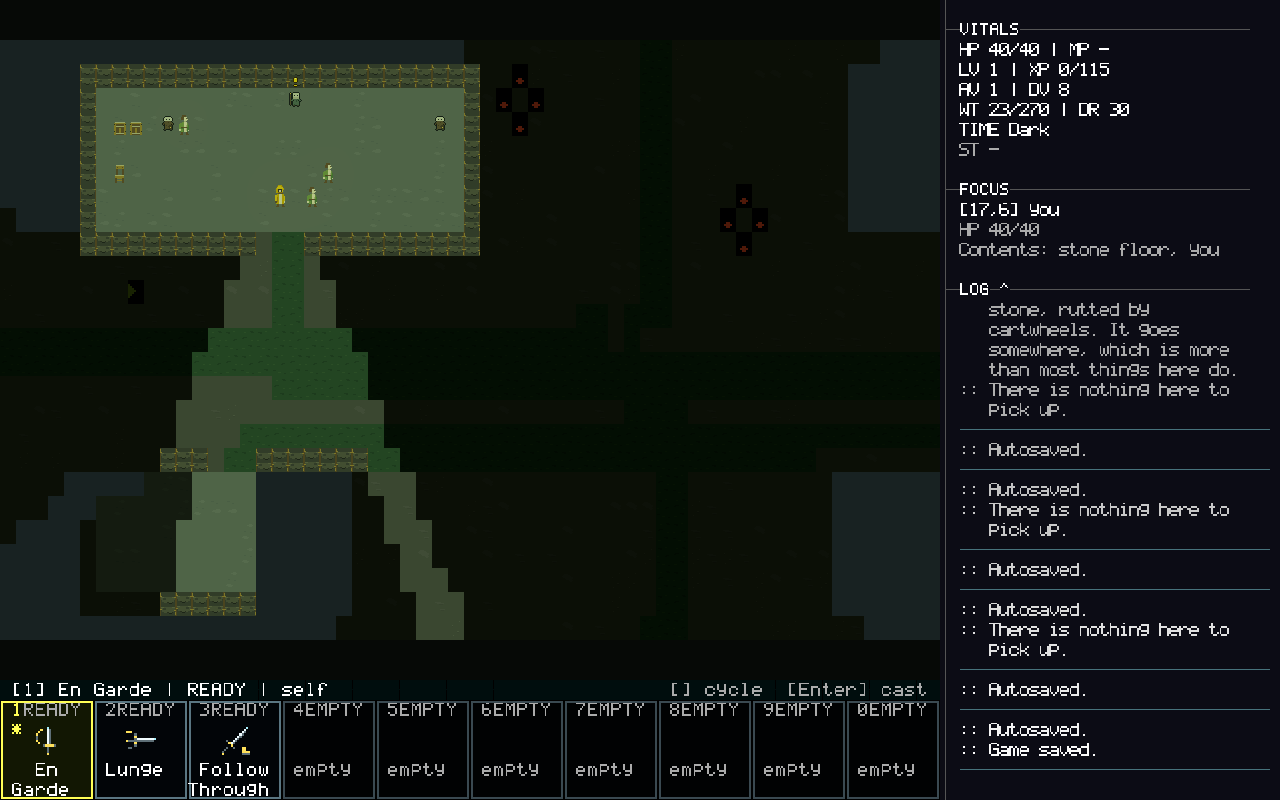 VITALS
HP 40/40 | MP -
LV 1 | XP 0/115
AV 1 | DV 8
WT 23/270 | DR 30
TIME Dark
ST -
FOCUS
[17,6] You
HP 40/40
Contents: stone floor, You
LOG ^
stone, rutted by
cartwheels. It goes
somewhere, which is more
than most things here do.
:: There is nothing here to
Pick uP.
:: Autosaved.
:: Autosaved.
:: There is nothing here to
Pick uP.
:: Autosaved.
:: Autosaved.
:: There is nothing here to
Pick uP.
:: Autosaved.
:: Autosaved.
:: Game saved.
[1] En Garde | READY | self
[] cycle [Enter] cast
1READY 2READY 3READY 4EMPTY 5EMPTY 6EMPTY 7EMPTY 8EMPTY 9EMPTY 0EMPTY
*
En Garde
Lunge
Follow Through
emPty emPty emPty emPty emPty emPty emPty